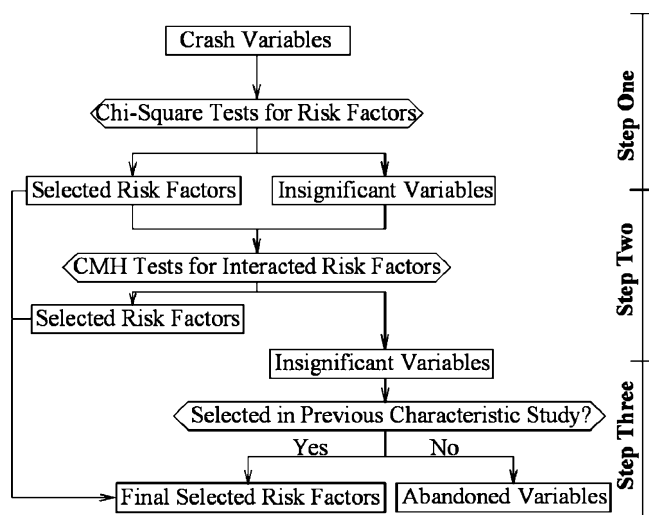 Crash Variables
Chi-Square Tests for Risk Factors
Step One
Selected Risk Factors
Insignificant Variables
CMH Tests for Interacted Risk Factors
Step Two
Selected Risk Factors
Insignificant Variables
Selected in Previous Characteristic Study?
Step Three
Yes
No
Final Selected Risk Factors
Abandoned Variables